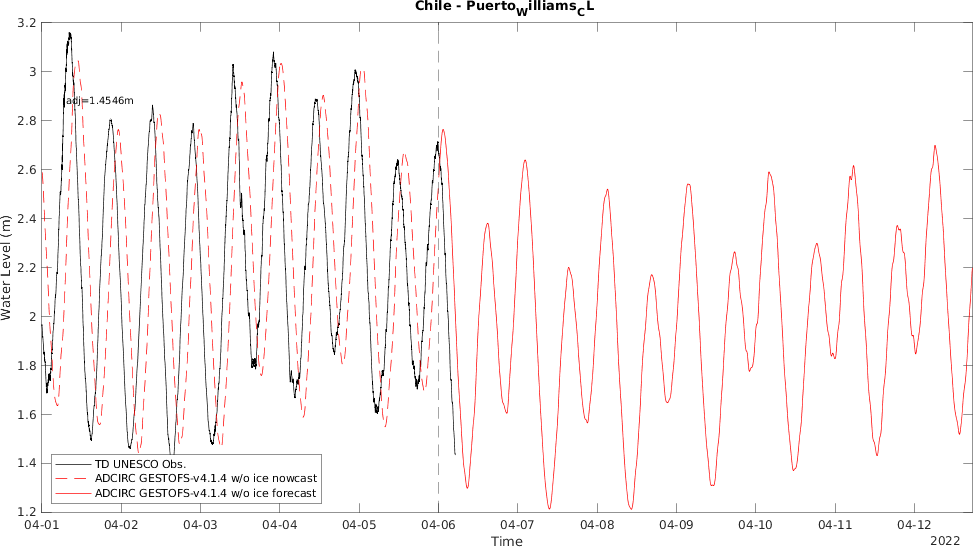 Chile - PuertoWilliamsCL
3.2
3
2.8
2.6
2.4
2.2
2
1.8
1.6
1.4
1.2
Water Level (m)
adj=1.4546m
TD UNESCO Obs.
ADCIRC GESTOFS-v4.1.4 w/o ice nowcast
ADCIRC GESTOFS-v4.1.4 w/o ice forecast
04-01 04-02 04-03 04-04 04-05 04-06 04-07 04-08 04-09 04-10 04-11 04-12
Time
2022